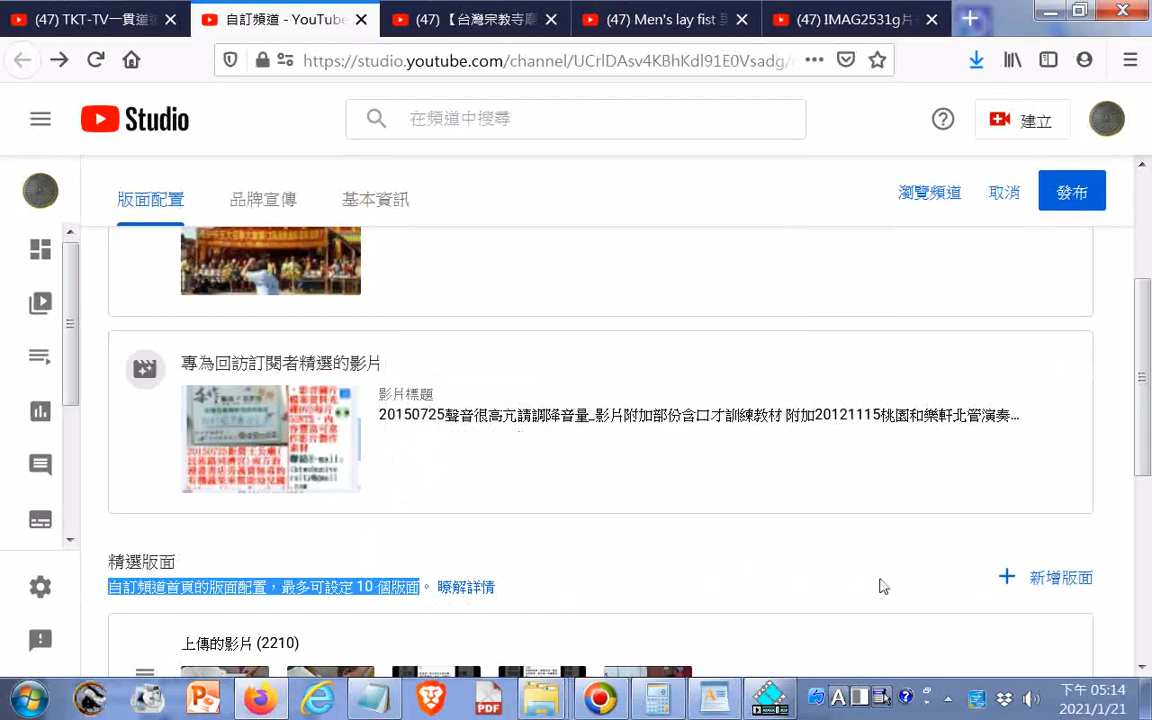 (47) TKT-TV一貫道
自訂頻道 - YouTube
(47) 【台灣宗教寺
(47) Men's lay fist
(47) IMAG2531g片
https://studio.youtube.com/channel/UCrlDAsv4KBhKdl91E0Vsadg/
Studio
在頻道中搜尋
建立
版面配置
品牌宣傳
基本資訊
瀏覽頻道
取消
發布
專為回訪訂閱者精選的影片
影片標題
20150725聲音很高亢請調降音量_影片附加部份含口才訓練教材 附加20121115桃園和樂軒北管演奏...
精選版面
自訂頻道首頁的版面配置，最多可設定 10 個版面。 瞭解詳情
新增版面
上傳的影片 (2210)
PDF
下午 05:14
2021/1/21